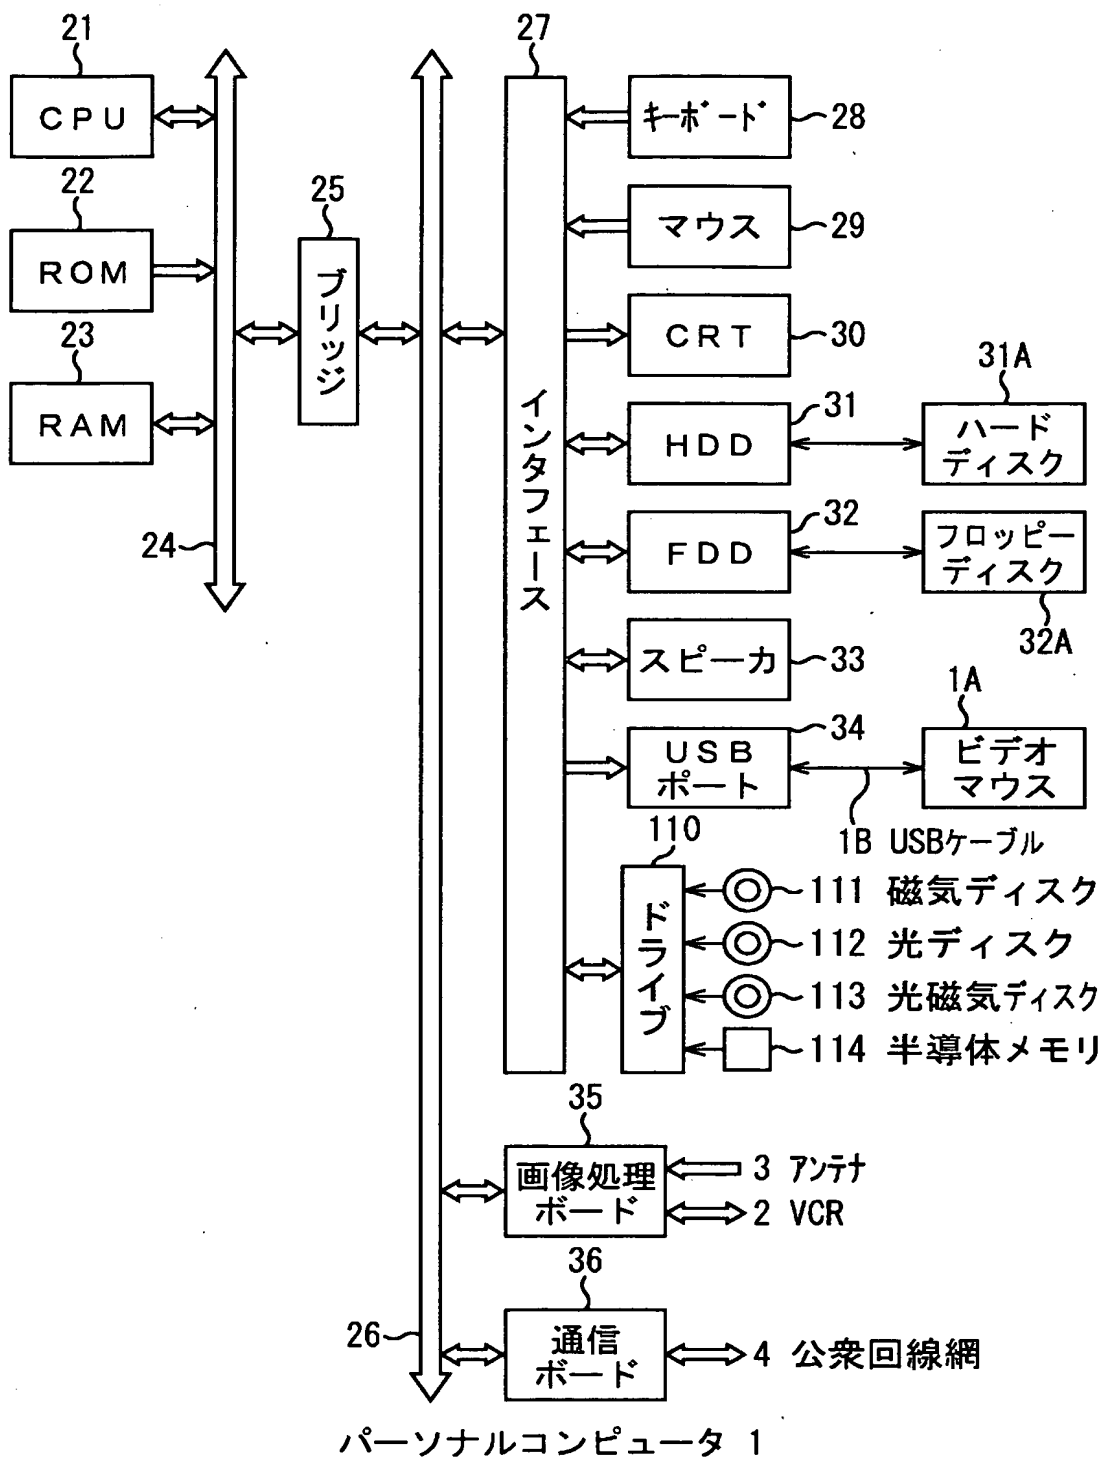 21
CPU
22
ROM
23
RAM
24
25
ブリッジ
26
27
インタフェース
キーボード
28
マウス
29
CRT
30
HDD
31
31A
ハード
ディスク
FDD
32
フロッピー
ディスク
32A
スピーカ
33
USB
ポート
34
1A
ビデオ
マウス
1B USBケーブル
110
ドライブ
111 磁気ディスク
112 光ディスク
113 光磁気ディスク
114 半導体メモリ
35
画像処理
ボード
3 アンテナ
2 VCR
36
通信
ボード
4 公衆回線網
パーソナルコンピュータ 1